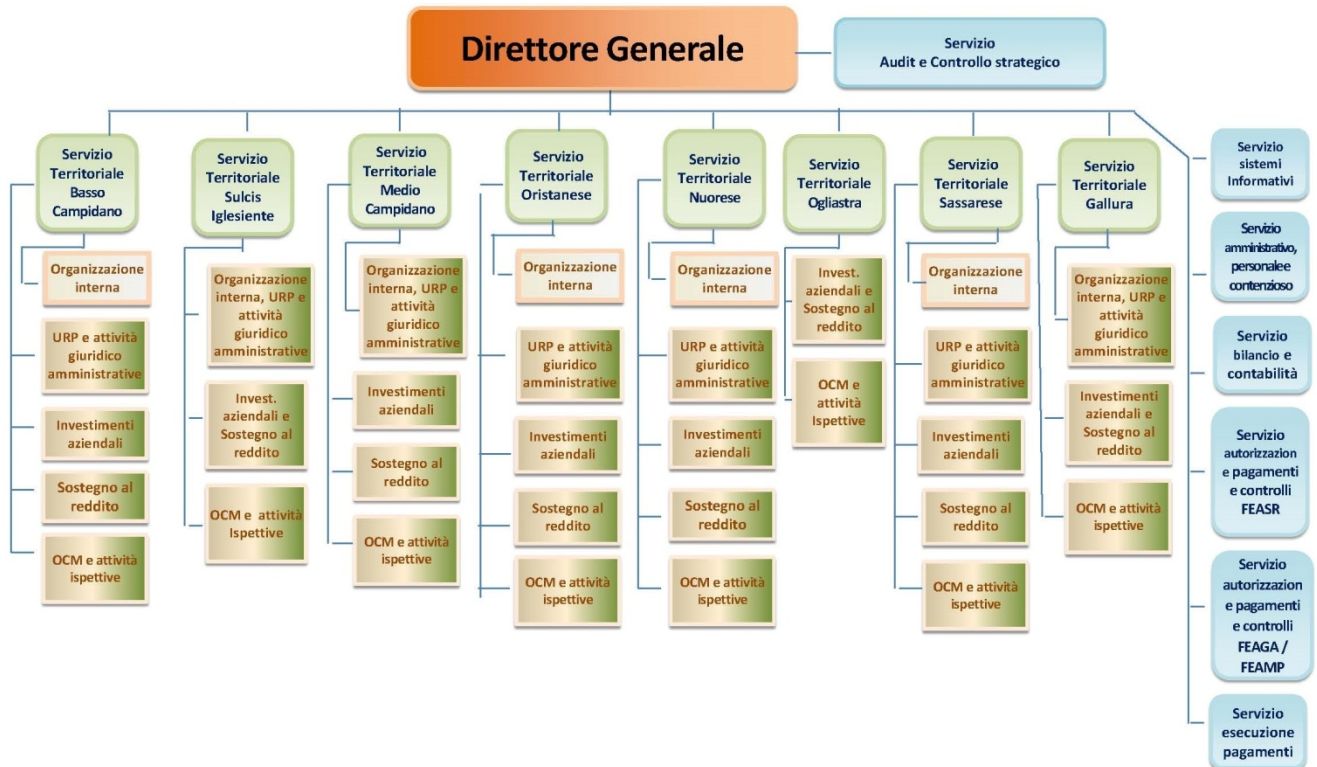 Direttore Generale
Servizio
Audit e Controllo strategico
Servizio
Territoriale
Basso
Campidano
Organizzazione
interna
URP e attività
giuridico
amministrative
Investimenti
aziendali
Sostegno al
reddito
OCM e attività
ispettive
Servizio
Territoriale
Sulcis
Iglesiente
Organizzazione
interna, URP e
attività
giuridico
amministrative
Invest.
aziendali e
Sostegno al
reddito
OCM e attività
Ispettive
Servizio
Territoriale
Medio
Campidano
Organizzazione
interna, URP e
attività
giuridico
amministrative
Investimenti
aziendali
Sostegno al
reddito
OCM e attività
ispettive
Servizio
Territoriale
Oristanese
Organizzazione
interna
URP e attività
giuridico
amministrative
Investimenti
aziendali
Sostegno al
reddito
OCM e attività
ispettive
Servizio
Territoriale
Nuorese
Organizzazione
interna
URP e attività
giuridico
amministrative
Investimenti
aziendali
Sostegno al
reddito
OCM e attività
ispettive
Servizio
Territoriale
Ogliastra
Invest.
aziendali e
Sostegno al
reddito
OCM e
attività
Ispettive
Servizio
Territoriale
Sassarese
Organizzazione
interna
URP e attività
giuridico
amministrative
Investimenti
aziendali
Sostegno al
reddito
OCM e attività
ispettive
Servizio
Territoriale
Gallura
Organizzazione
interna, URP e
attività
giuridico
amministrative
Investimenti
aziendali e
Sostegno al
reddito
OCM e attività
ispettive
Servizio
sistemi
Informativi
Servizio
amministrativo,
personale e
contenzioso
Servizio
bilancio e
contabilità
Servizio
autorizzazion
e pagamenti
e controlli
FEASR
Servizio
autorizzazion
e pagamenti
e controlli
FEAGA /
FEAMP
Servizio
esecuzione
pagamenti